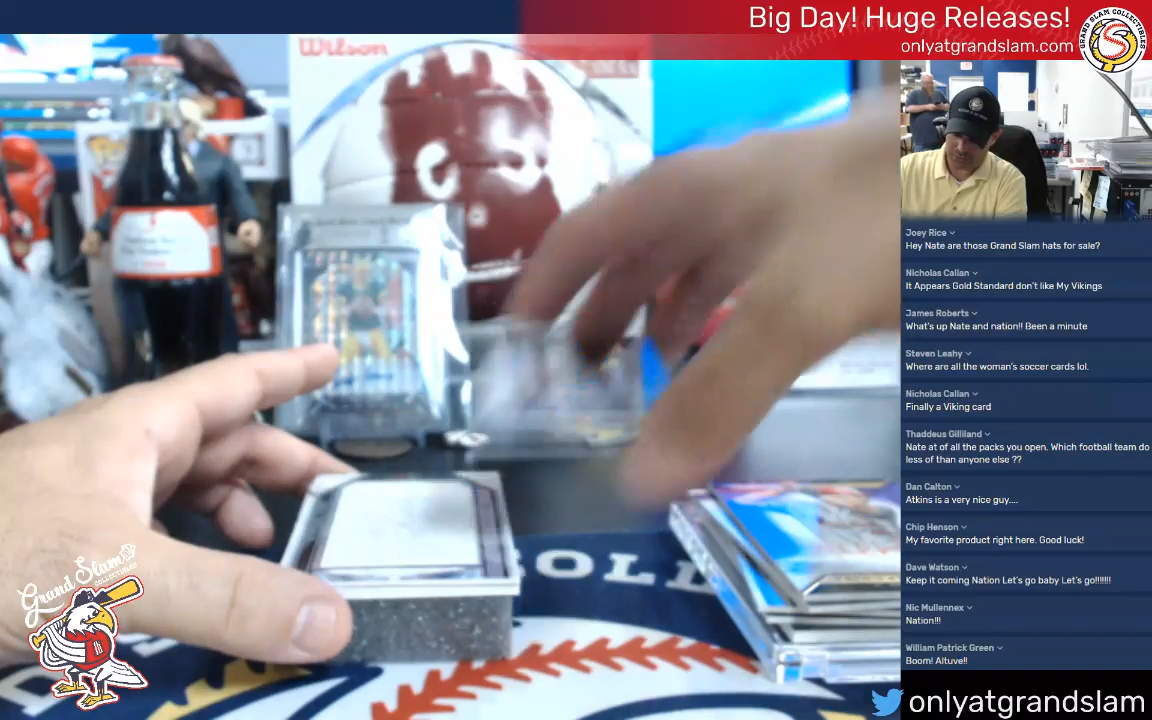 Big Day! Huge Releases!
onlyatgrandslam.com
GRAND SLAM COLLECTIBLES
Wilson
Joey Rice
Hey Nate are those Grand Slam hats for sale?
Nicholas Callan
It Appears Gold Standard don't like My Vikings
James Roberts
What's up Nate and nation!! Been a minute
Steven Leahy
Where are all the woman's soccer cards lol.
Nicholas Callan
Finally a Viking card
Thaddeus Gilliland
Nate at of all the packs you open. Which football team do
less of than anyone else ??
Dan Calton
Atkins is a very nice guy....
Chip Henson
My favorite product right here. Good luck!
Dave Watson
Keep it coming Nation Let's go baby Let's go!!!!!!!
Nic Mullennex
Nation!!!
William Patrick Green
Boom! Altuve!!
Grand Slam
COLLECTIBLES
onlyatgrandslam